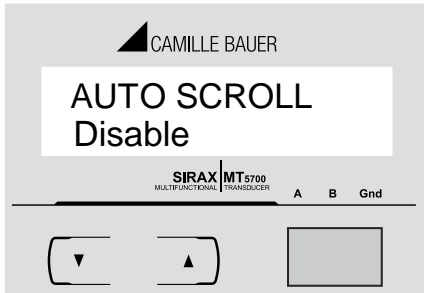 CAMILLE BAUER
AUTO SCROLL
Disable
SIRAX MT5700
MULTIFUNCTIONAL TRANSDUCER
A B Gnd